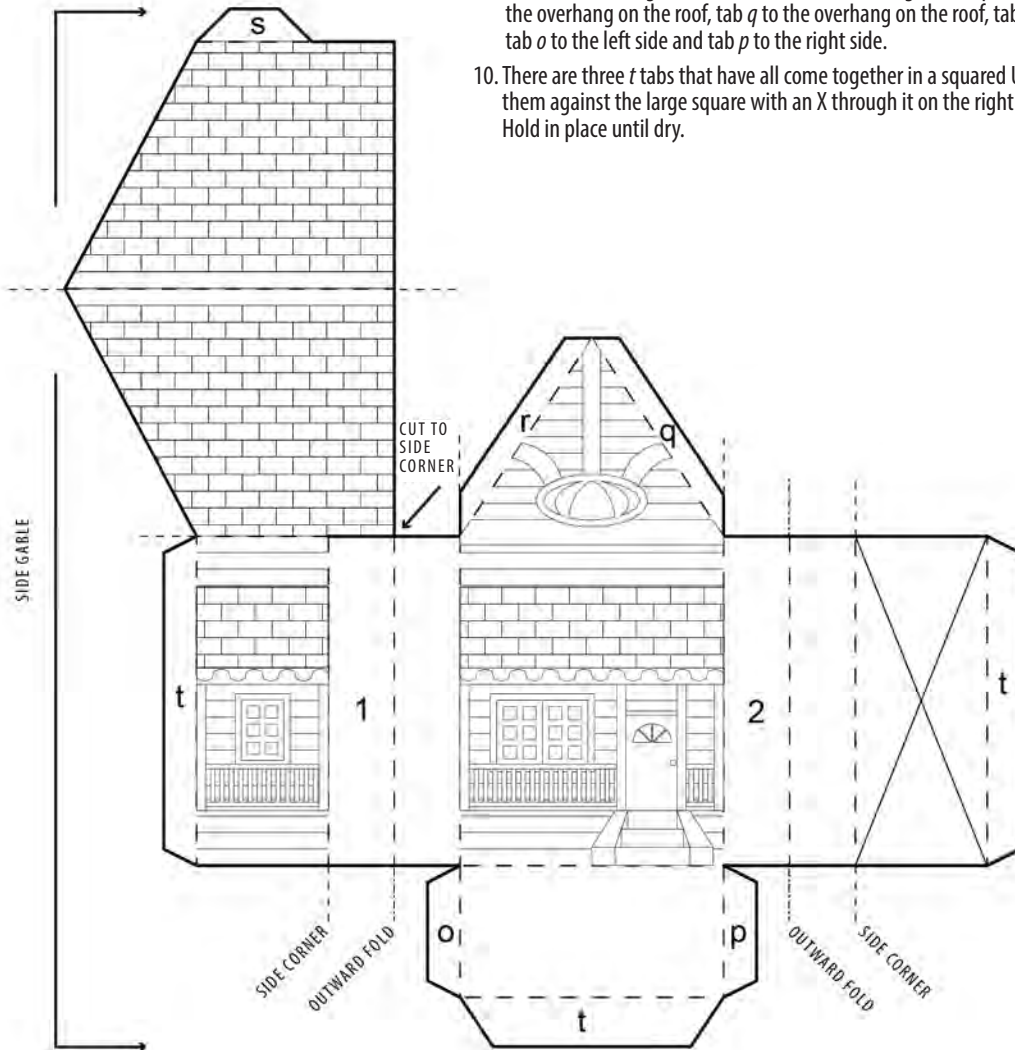 the overhang on the roof, tab q to the overhang on the roof, tab
tab o to the left side and tab p to the right side.
10. There are three t tabs that have all come together in a squared U
them against the large square with an X through it on the right
Hold in place until dry.
s
CUT TO
SIDE
CORNER
r
q
SIDE GABLE
t
1
2
t
o
p
SIDE CORNER
OUTWARD FOLD
OUTWARD FOLD
SIDE CORNER
t